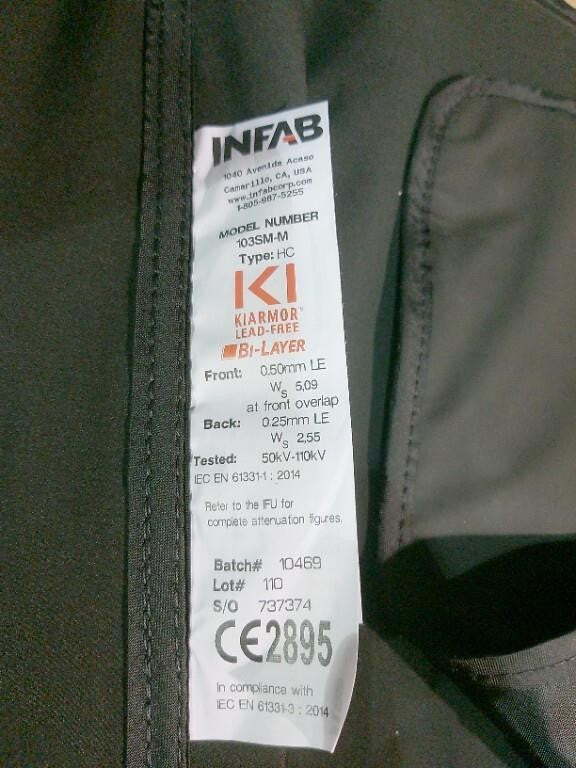 INFAB
1040 Avenida Acaso
Camarillo, CA, USA
www.infabcorp.com
1-805-987-5255
MODEL NUMBER
103SM-M
Type: HC
KI
KIARMOR™
LEAD-FREE
BI-LAYER
Front: 0.50mm LE
Ws 5,09
at front overlap
Back: 0.25mm LE
Ws 2,55
Tested: 50kV-110kV
IEC EN 61331-1 : 2014
Refer to the IFU for
complete attenuation figures.
Batch# 10469
Lot# 110
S/O 737374
CE2895
In compliance with
IEC EN 61331-3 : 2014